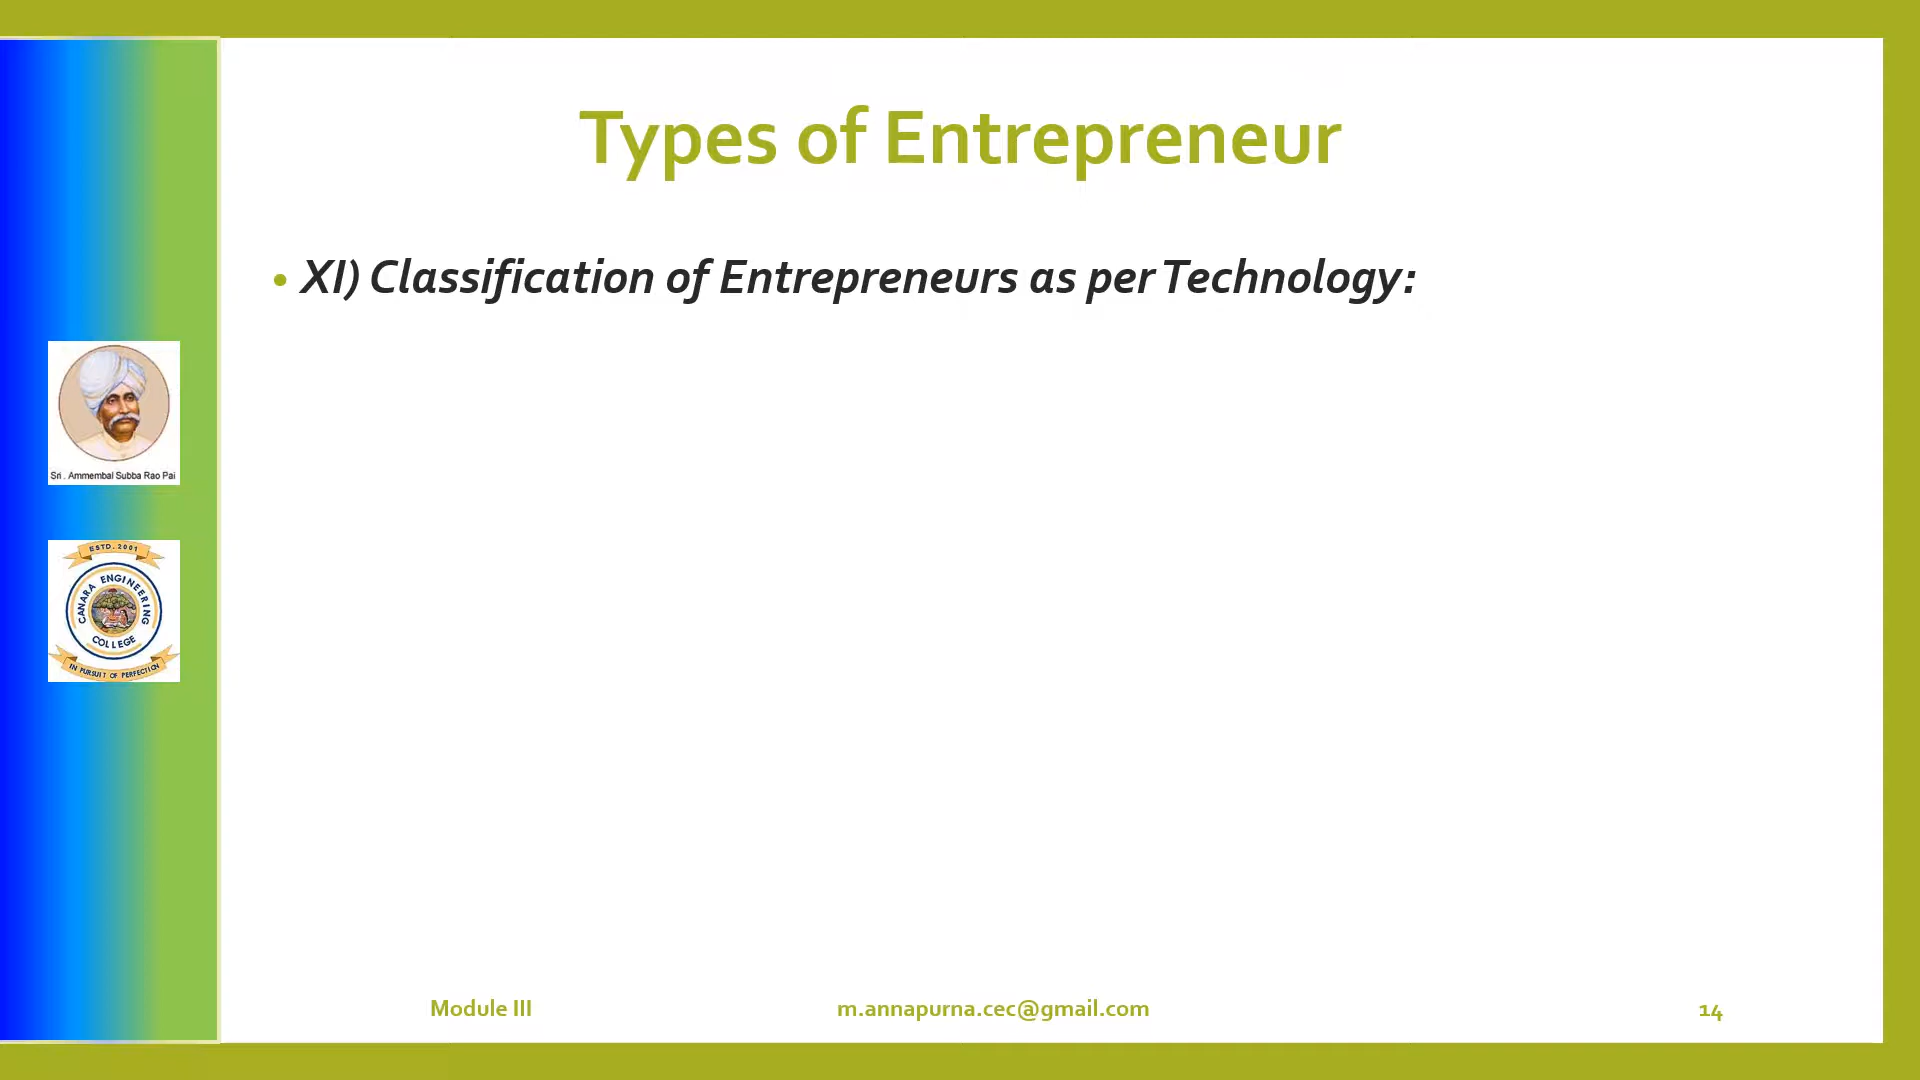 Types of Entrepreneur
• XI) Classification of Entrepreneurs as per Technology:
Sri . Ammembal Subba Rao Pai
ESTD. 2001
CANARA ENGINEERING
COLLEGE
IN PURSUIT OF PERFECTION
Module III
m.annapurna.cec@gmail.com
14